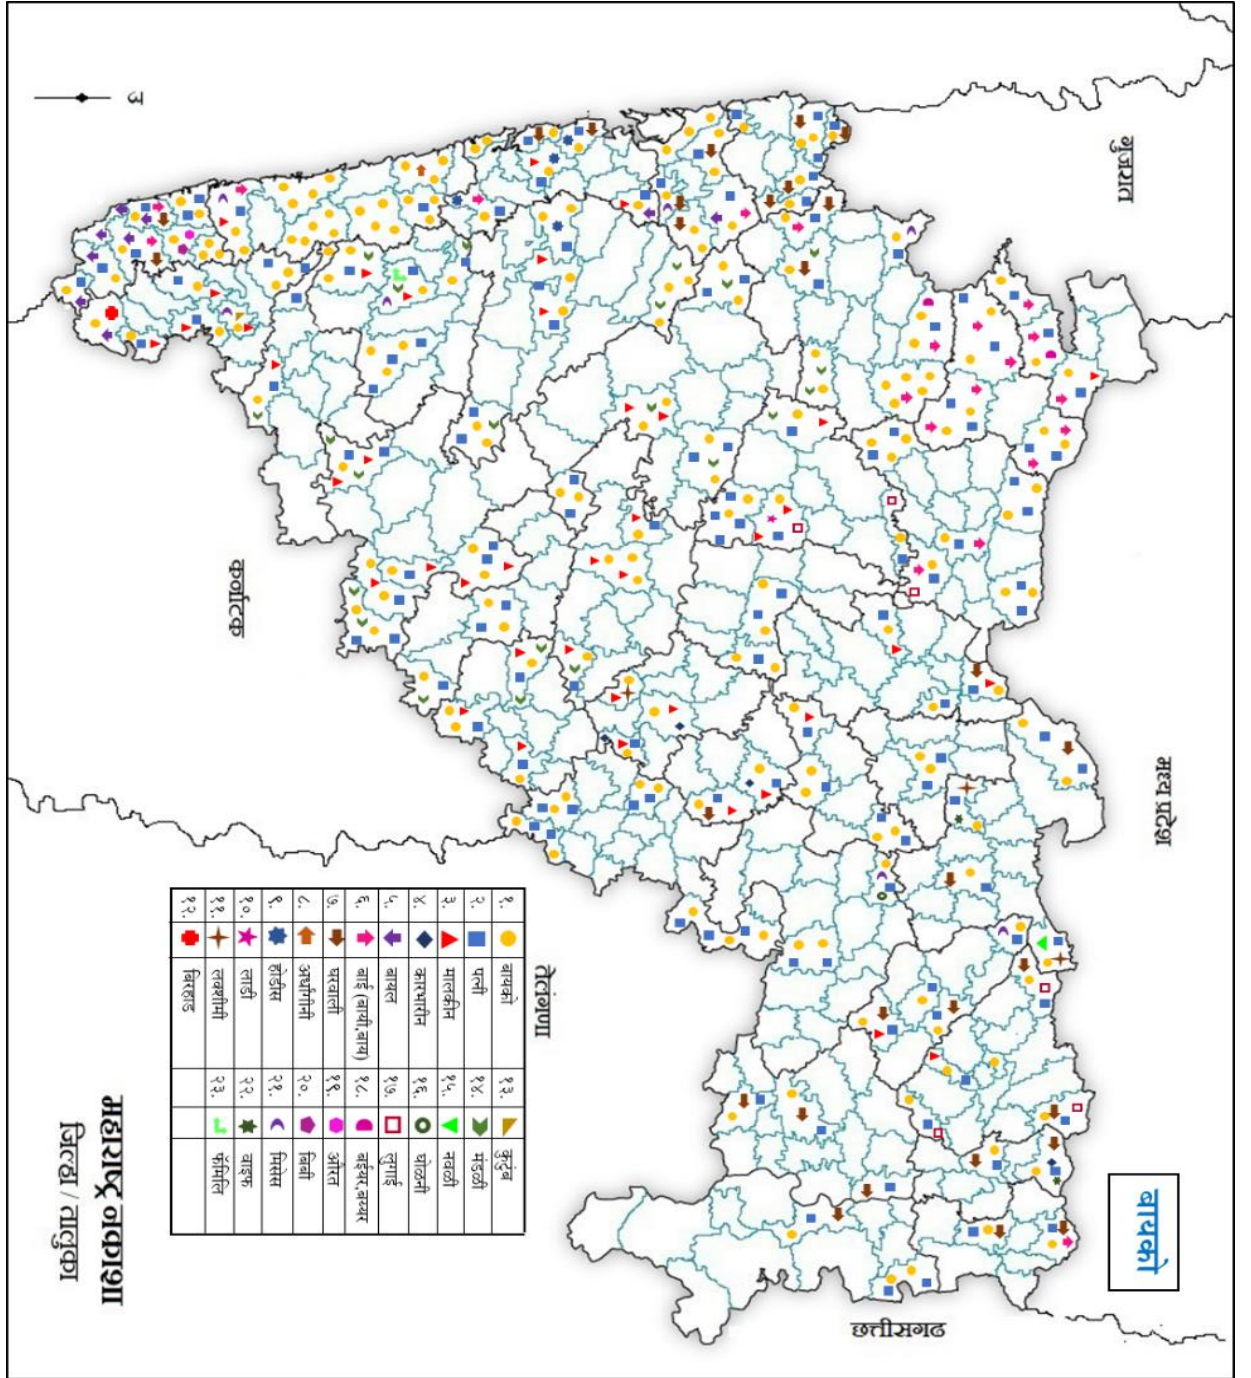 बायको
गुजरात
मध्य प्रदेश
छत्तीसगढ
कर्नाटक
तेलंगणा
उ
महाराष्ट्र नकाशा
जिल्हा / तालुका
१. बायको १३. कुटुंब
२. पत्नी १४. मंडळी
३. मालकीन १५. नवळी
४. कारभारीन १६. घोळनी
५. बायल १७. लुगाई
६. बाई (बायी,बाय) १८. बईयर,बय्यर
७. घरवाली १९. औरत
८. अर्धांगीनी २०. बिबी
९. होडीस २१. मिसेस
१०. लाडी २२. वाइफ
११. लक्शीमी २३. फॅमिलि
१२. बिरहाड